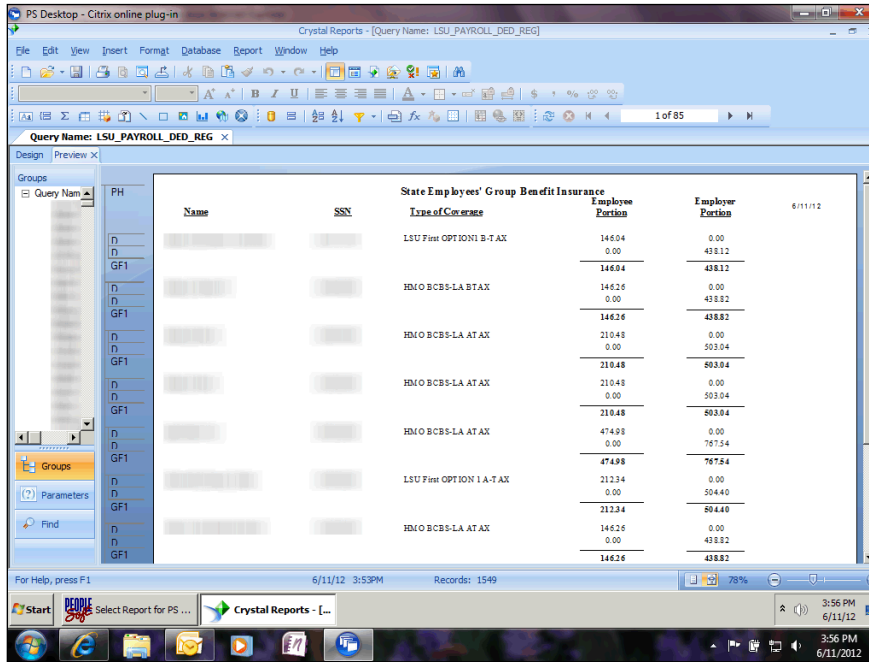 PS Desktop - Citrix online plug-in
Crystal Reports - [Query Name: LSU_PAYROLL_DED_REG]
File Edit View Insert Format Database Report Window Help
1 of 85
Query Name: LSU_PAYROLL_DED_REG
Design Preview
Groups
Query Nam
PH
State Employees' Group Benefit Insurance
Name SSN Type of Coverage Employee Portion Employer Portion 6/11/12
D LSU First OPTION1 B-TAX 146.04 0.00
D 0.00 438.12
GF1 146.04 438.12
D HMO BCBS-LA BTAX 146.26 0.00
D 0.00 438.82
GF1 146.26 438.82
D HMO BCBS-LA ATAX 210.48 0.00
D 0.00 503.04
GF1 210.48 503.04
D HMO BCBS-LA ATAX 210.48 0.00
D 0.00 503.04
GF1 210.48 503.04
D HMO BCBS-LA ATAX 474.98 0.00
D 0.00 767.54
GF1 474.98 767.54
D LSU First OPTION 1 A-TAX 212.34 0.00
D 0.00 504.40
GF1 212.34 504.40
D HMO BCBS-LA ATAX 146.26 0.00
D 0.00 438.82
GF1 146.26 438.82
Groups
Parameters
Find
For Help, press F1 6/11/12 3:53PM Records: 1549 78%
Start PEOPLE Soft Select Report for PS ... Crystal Reports - [... 3:56 PM
6/11/12
3:56 PM
6/11/2012